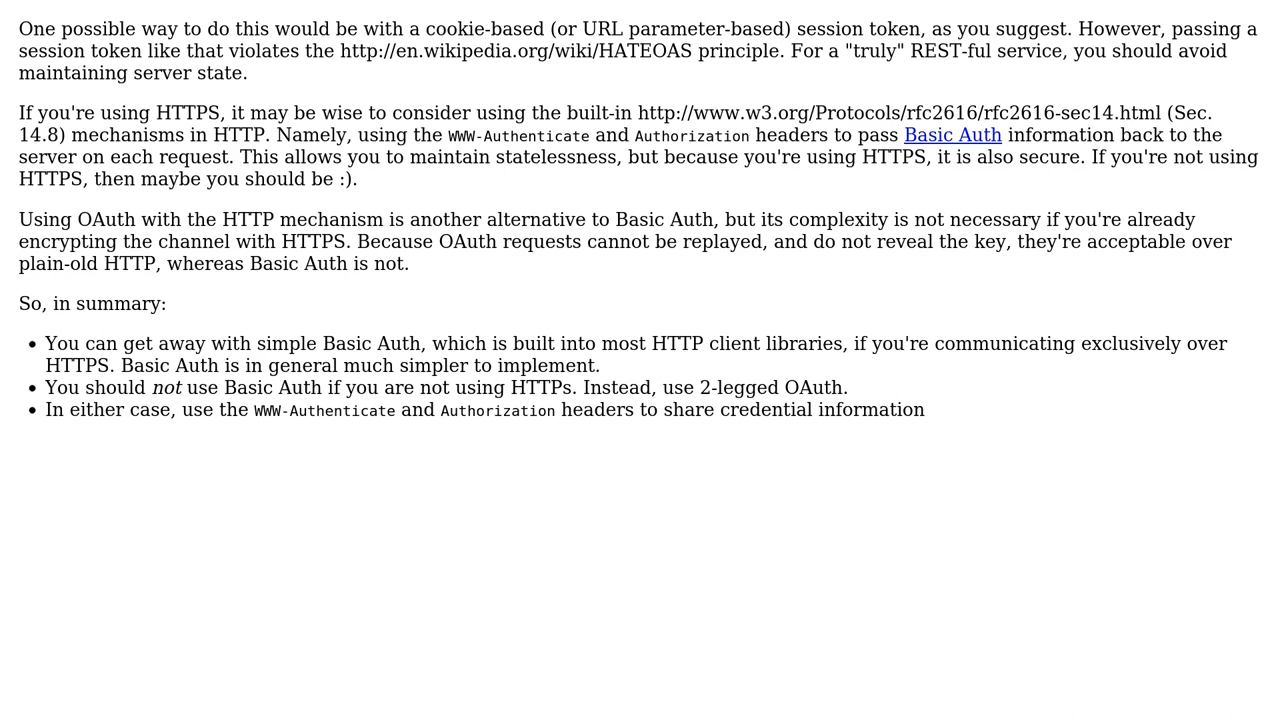 One possible way to do this would be with a cookie-based (or URL parameter-based) session token, as you suggest. However, passing a
session token like that violates the http://en.wikipedia.org/wiki/HATEOAS principle. For a "truly" REST-ful service, you should avoid
maintaining server state.
If you're using HTTPS, it may be wise to consider using the built-in http://www.w3.org/Protocols/rfc2616/rfc2616-sec14.html (Sec.
14.8) mechanisms in HTTP. Namely, using the WWW-Authenticate and Authorization headers to pass Basic Auth information back to the
server on each request. This allows you to maintain statelessness, but because you're using HTTPS, it is also secure. If you're not using
HTTPS, then maybe you should be :).
Using OAuth with the HTTP mechanism is another alternative to Basic Auth, but its complexity is not necessary if you're already
encrypting the channel with HTTPS. Because OAuth requests cannot be replayed, and do not reveal the key, they're acceptable over
plain-old HTTP, whereas Basic Auth is not.
So, in summary:
• You can get away with simple Basic Auth, which is built into most HTTP client libraries, if you're communicating exclusively over
HTTPS. Basic Auth is in general much simpler to implement.
• You should not use Basic Auth if you are not using HTTPs. Instead, use 2-legged OAuth.
• In either case, use the WWW-Authenticate and Authorization headers to share credential information